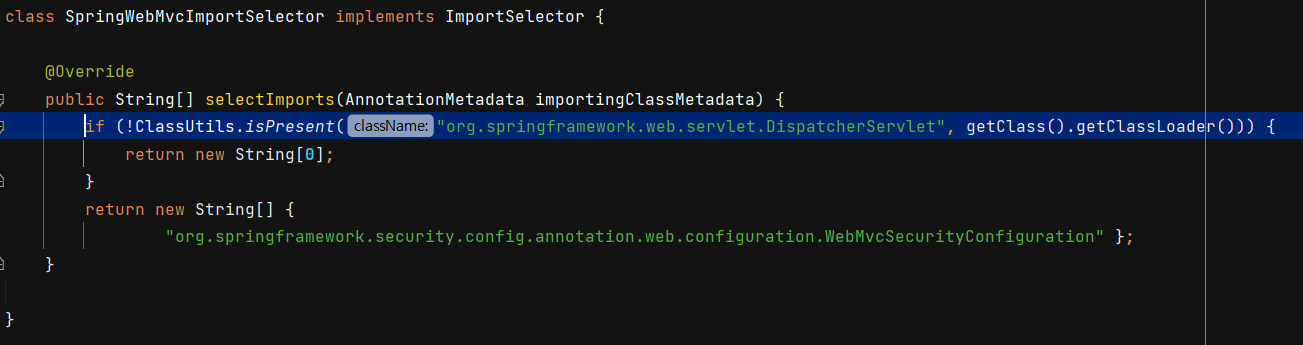 class SpringWebMvcImportSelector implements ImportSelector {
@Override
public String[] selectImports(AnnotationMetadata importingClassMetadata) {
if (!ClassUtils.isPresent( className: "org.springframework.web.servlet.DispatcherServlet", getClass().getClassLoader())) {
return new String[0];
}
return new String[] {
"org.springframework.security.config.annotation.web.configuration.WebMvcSecurityConfiguration" };
}
}